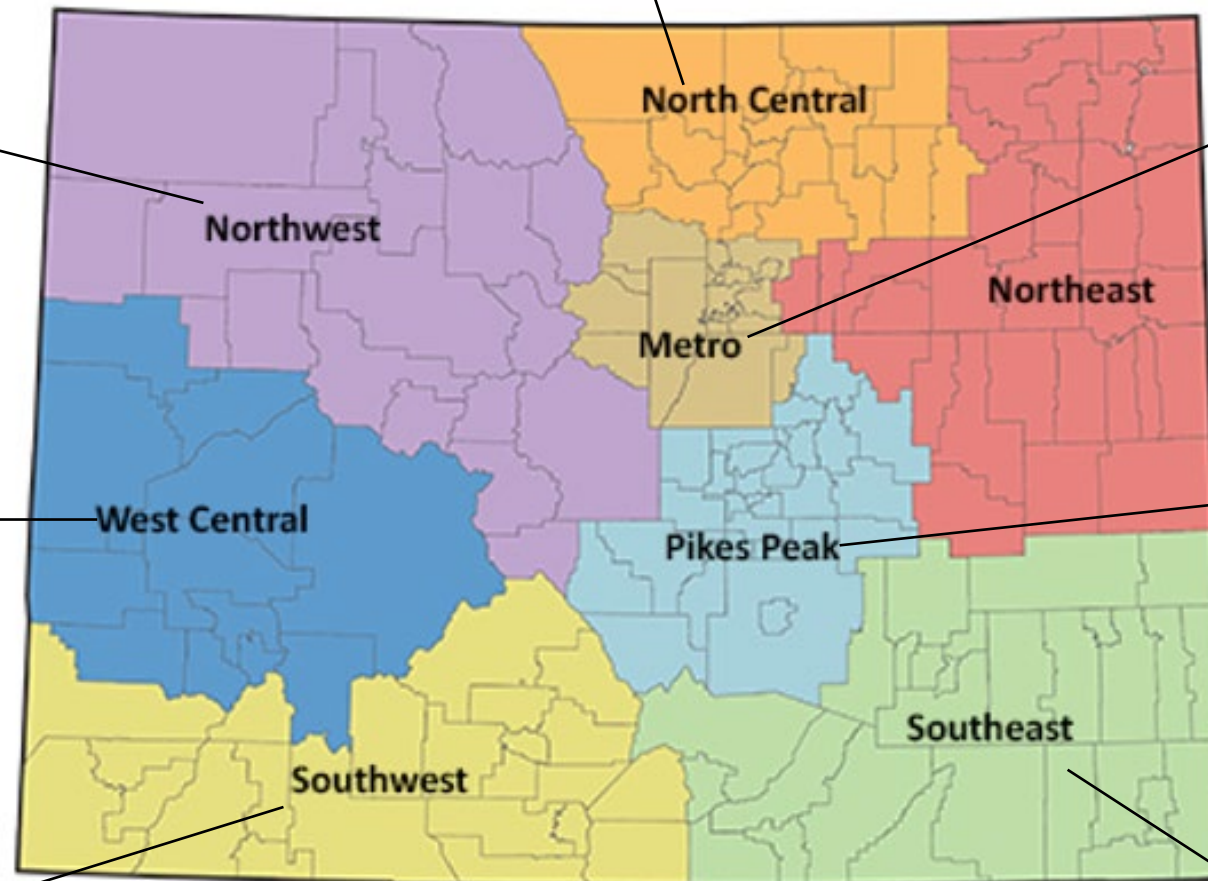 North Central
Northwest
Northeast
Metro
West Central
Pikes Peak
Southeast
Southwest